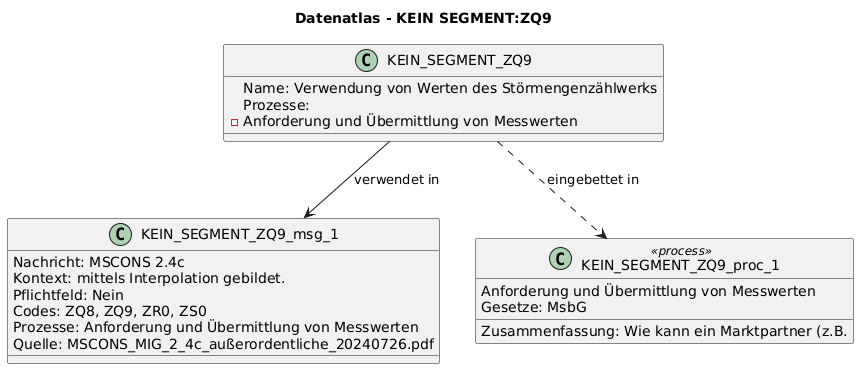 Datenatlas - KEIN SEGMENT:ZQ9
C KEIN_SEGMENT_ZQ9
Name: Verwendung von Werten des Störmengenzählwerks
Prozesse:
Anforderung und Übermittlung von Messwerten
verwendet in
eingebettet in
C KEIN_SEGMENT_ZQ9_msg_1
Nachricht: MSCONS 2.4c
Kontext: mittels Interpolation gebildet.
Pflichtfeld: Nein
Codes: ZQ8, ZQ9, ZR0, ZS0
Prozesse: Anforderung und Übermittlung von Messwerten
Quelle: MSCONS_MIG_2_4c_außerordentliche_20240726.pdf
«process»
C KEIN_SEGMENT_ZQ9_proc_1
Anforderung und Übermittlung von Messwerten
Gesetze: MsbG
Zusammenfassung: Wie kann ein Marktpartner (z.B.